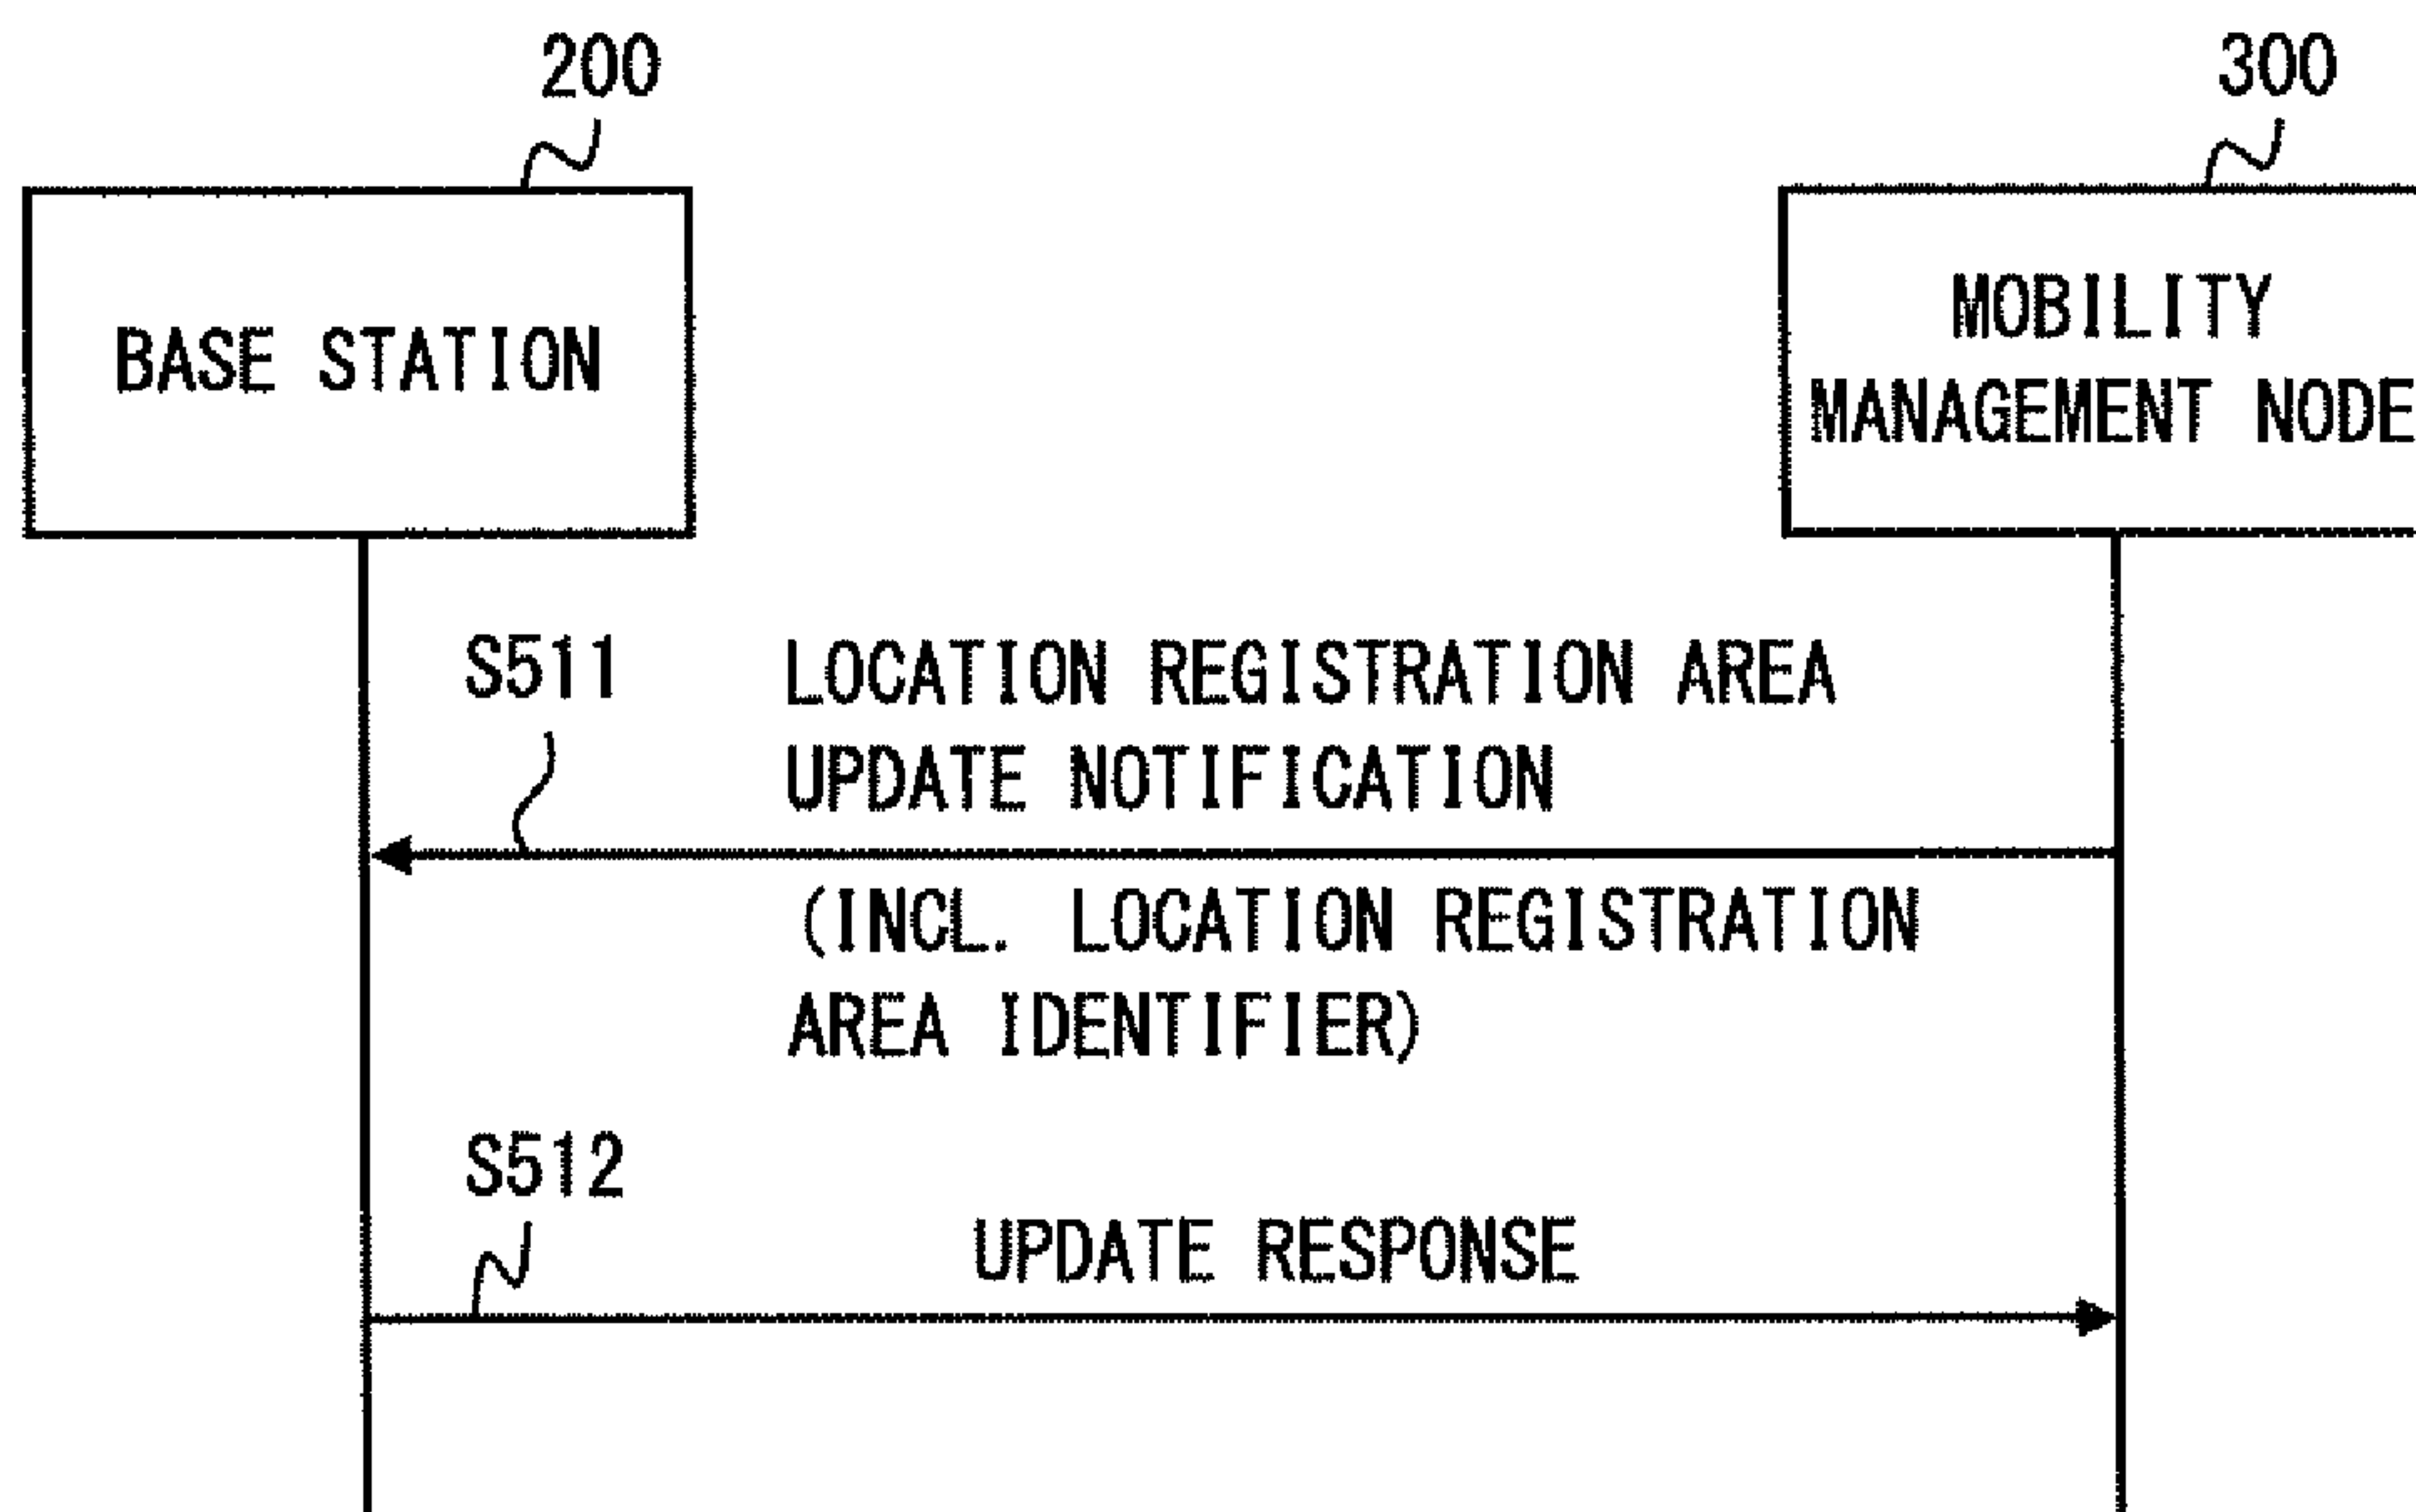 200
300
BASE STATION
MOBILITY
MANAGEMENT NODE
S511
LOCATION REGISTRATION AREA
UPDATE NOTIFICATION
(INCL. LOCATION REGISTRATION
AREA IDENTIFIER)
S512
UPDATE RESPONSE